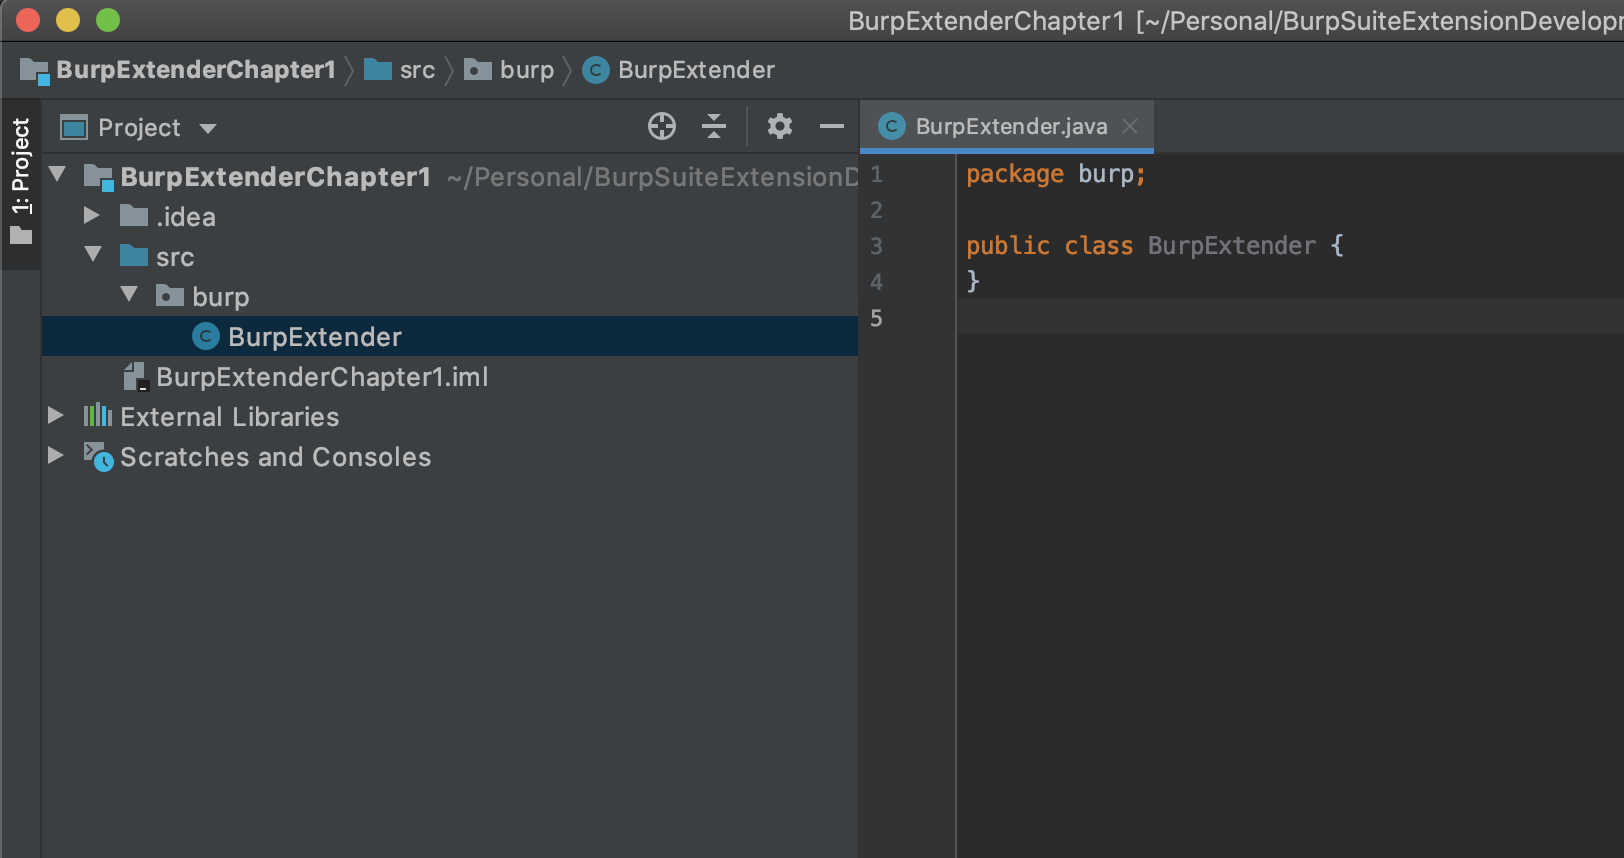 BurpExtenderChapter1 [~/Personal/BurpSuiteExtensionDevelopm
BurpExtenderChapter1 src burp BurpExtender
1: Project
Project
BurpExtenderChapter1 ~/Personal/BurpSuiteExtensionD
.idea
src
burp
BurpExtender
BurpExtenderChapter1.iml
External Libraries
Scratches and Consoles
BurpExtender.java
1 package burp;
2
3 public class BurpExtender {
4 }
5